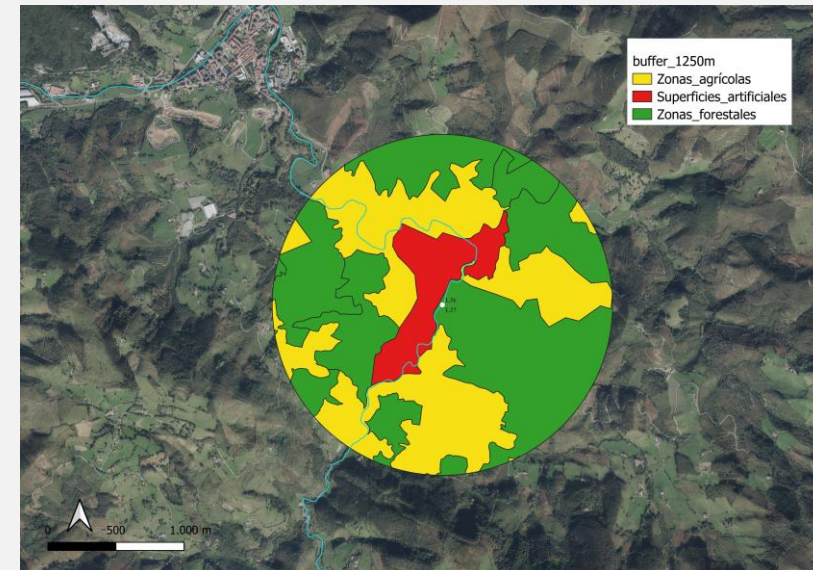 buffer_1250m
Zonas_agrícolas
Superficies_artificiales
Zonas_forestales
0 500 1.000 m